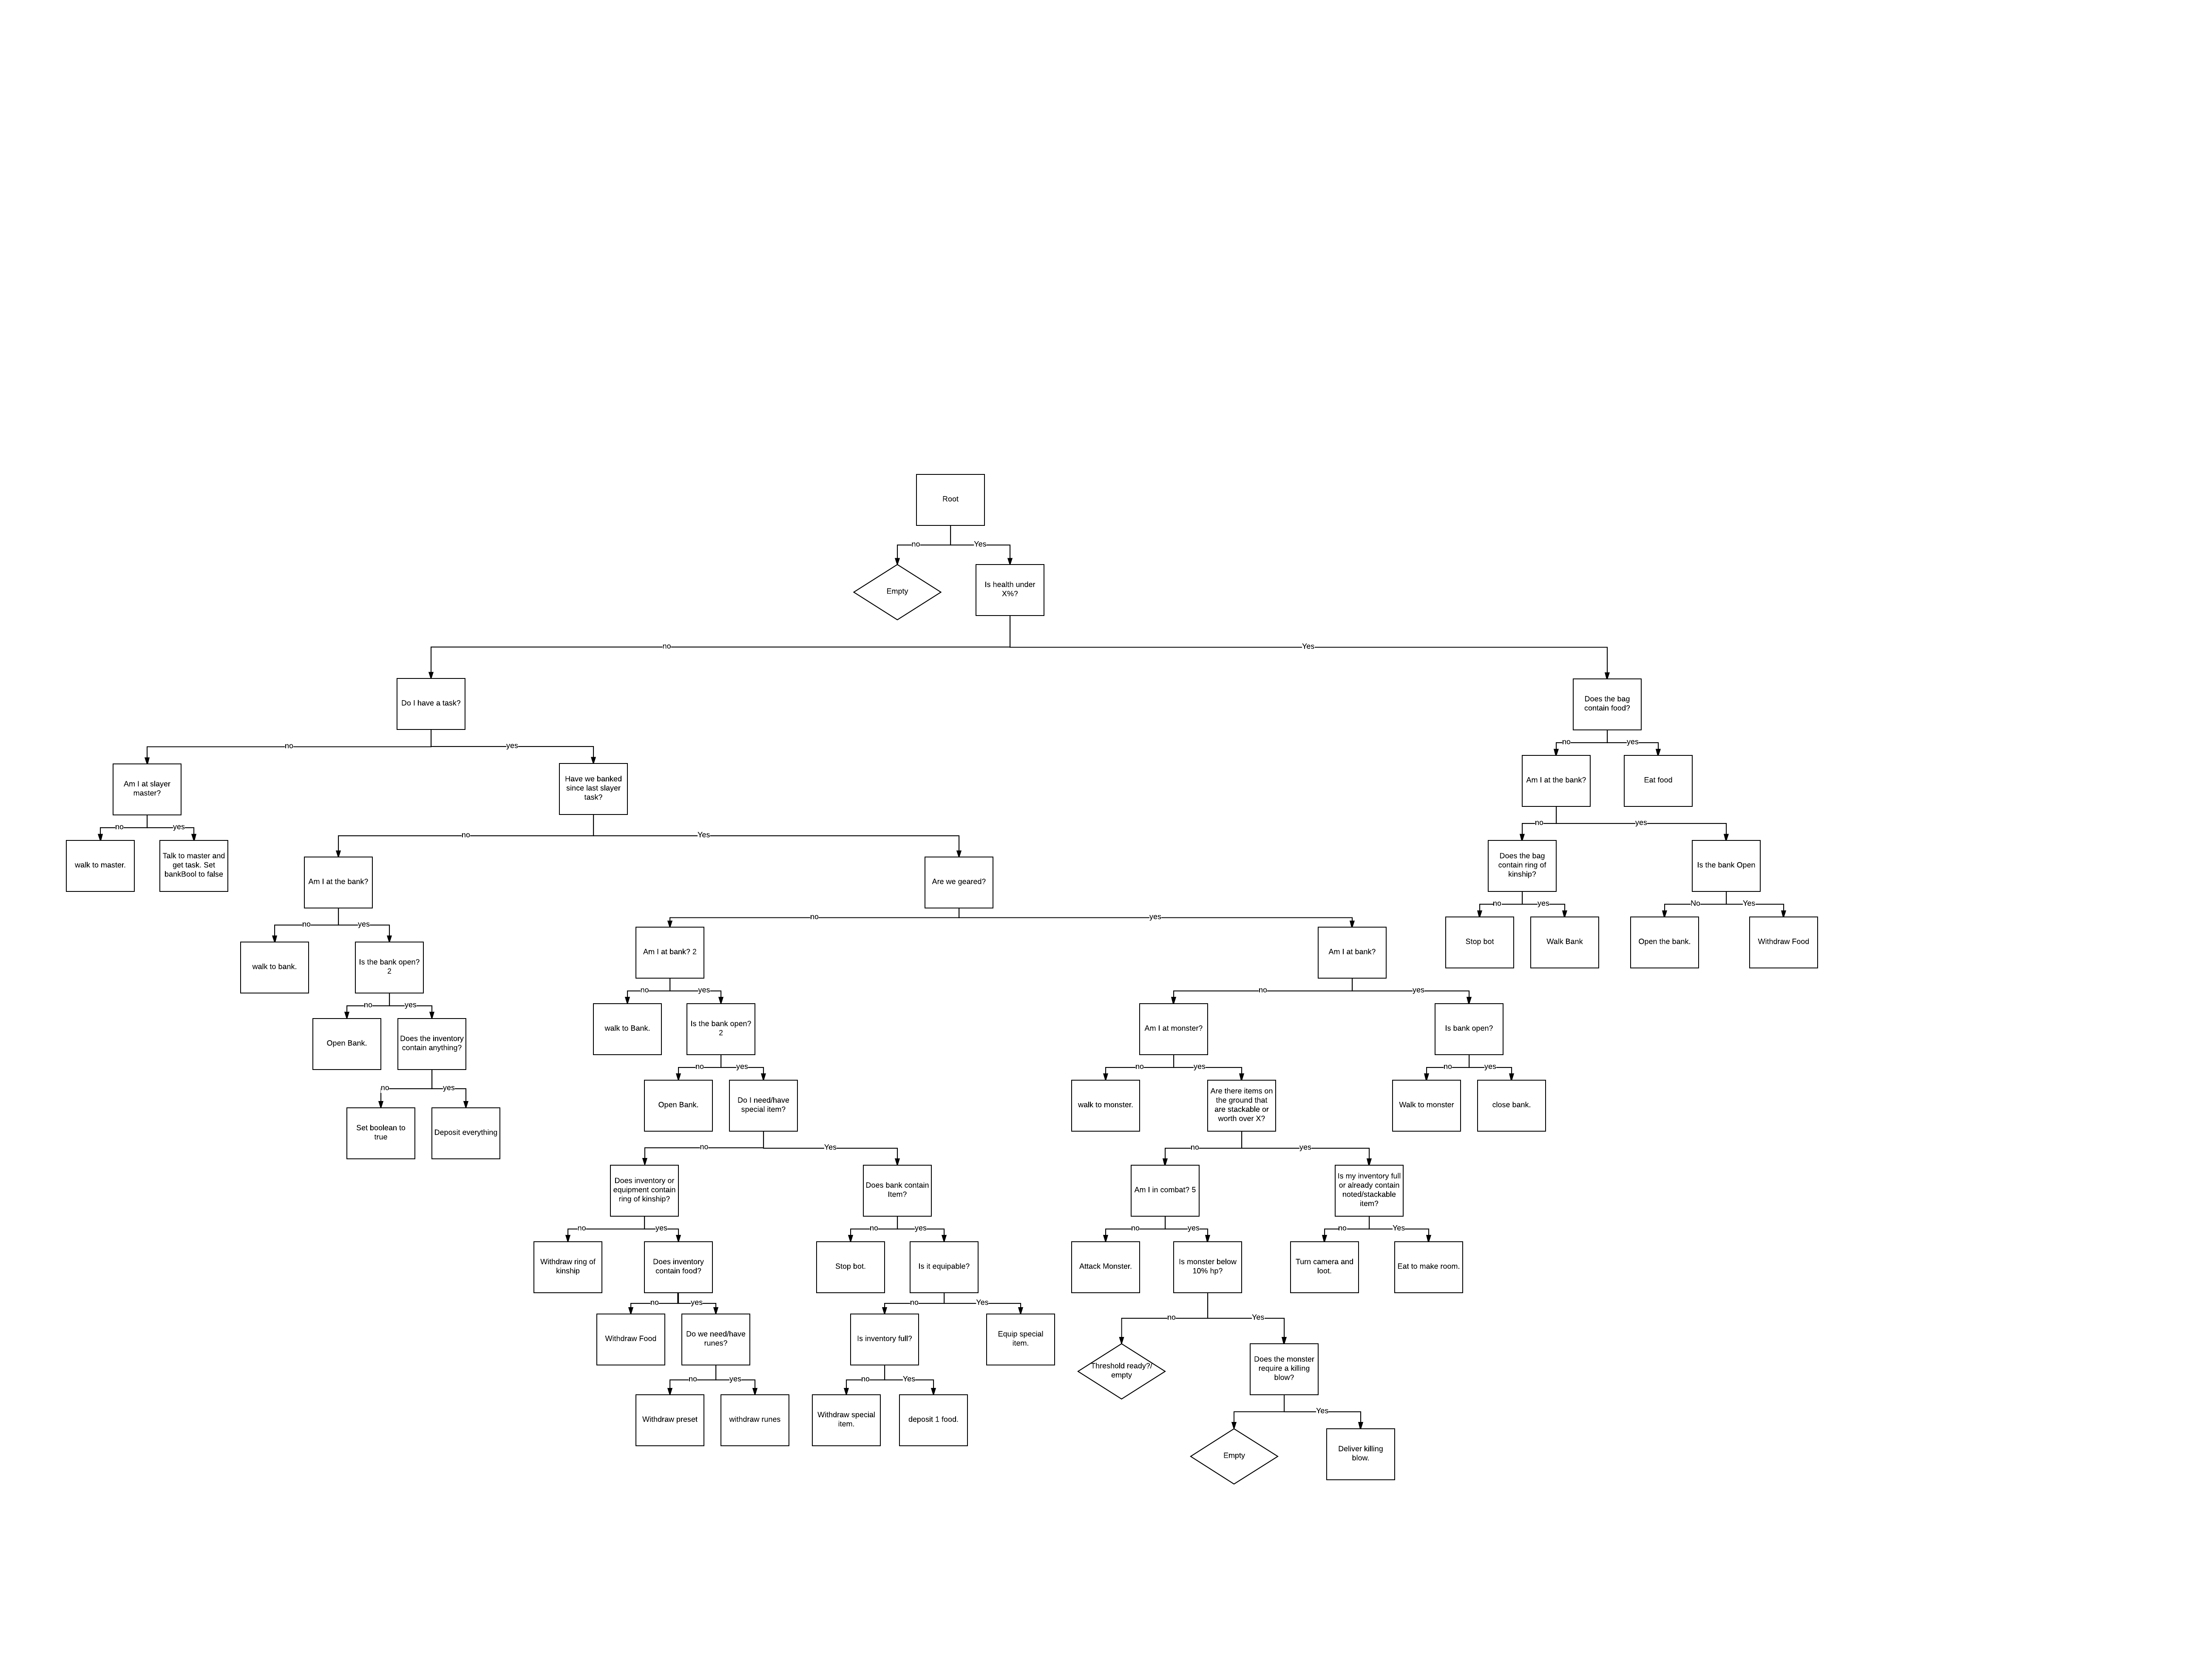 Root
no
Yes
Empty
Is health under
X%?
no
Yes
Do I have a task?
Does the bag
contain food?
no
yes
no
yes
Am I at slayer
master?
Have we banked
since last slayer
task?
Am I at the bank?
Eat food
no
yes
no
Yes
no
yes
walk to master.
Talk to master and
get task. Set
bankBool to false
Am I at the bank?
Are we geared?
Does the bag
contain ring of
kinship?
Is the bank Open
no
yes
no
yes
no
yes
No
Yes
walk to bank.
Is the bank open?
2
Am I at bank? 2
Am I at bank?
Stop bot
Walk Bank
Open the bank.
Withdraw Food
no
yes
no
yes
no
yes
Open Bank.
Does the inventory
contain anything?
walk to Bank.
Is the bank open?
2
Am I at monster?
Is bank open?
no
yes
no
yes
no
yes
no
yes
Set boolean to
true
Deposit everything
Open Bank.
Do I need/have
special item?
walk to monster.
Are there items on
the ground that
are stackable or
worth over X?
Walk to monster
close bank.
no
Yes
no
yes
Does inventory or
equipment contain
ring of kinship?
Does bank contain
Item?
Am I in combat? 5
Is my inventory full
or already contain
noted/stackable
item?
no
yes
no
yes
no
yes
no
Yes
Withdraw ring of
kinship
Does inventory
contain food?
Stop bot.
Is it equipable?
Attack Monster.
Is monster below
10% hp?
Turn camera and
loot.
Eat to make room.
no
yes
no
Yes
no
Yes
Withdraw Food
Do we need/have
runes?
Is inventory full?
Equip special
item.
Threshold ready?/
empty
Does the monster
require a killing
blow?
no
yes
no
Yes
Yes
Withdraw preset
withdraw runes
Withdraw special
item.
deposit 1 food.
Empty
Deliver killing
blow.